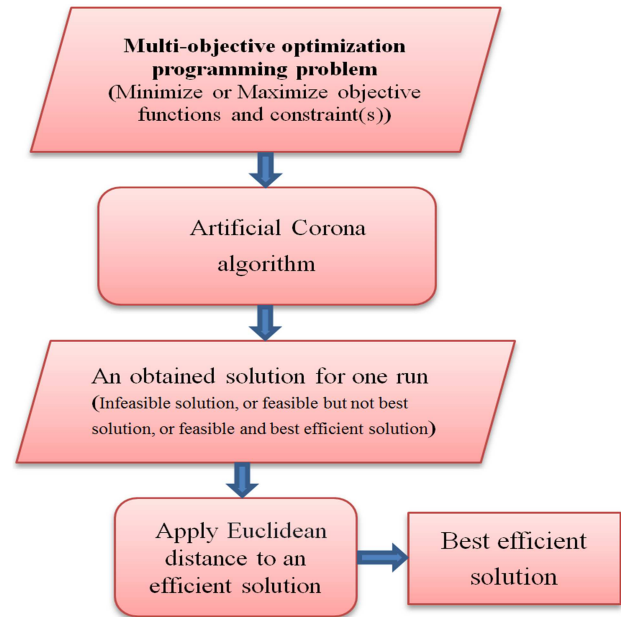 Multi-objective optimization
programming problem
(Minimize or Maximize objective
functions and constraint(s))
Artificial Corona
algorithm
An obtained solution for one run
(Infeasible solution, or feasible but not best
solution, or feasible and best efficient solution)
Apply Euclidean
distance to an
efficient solution
Best efficient
solution